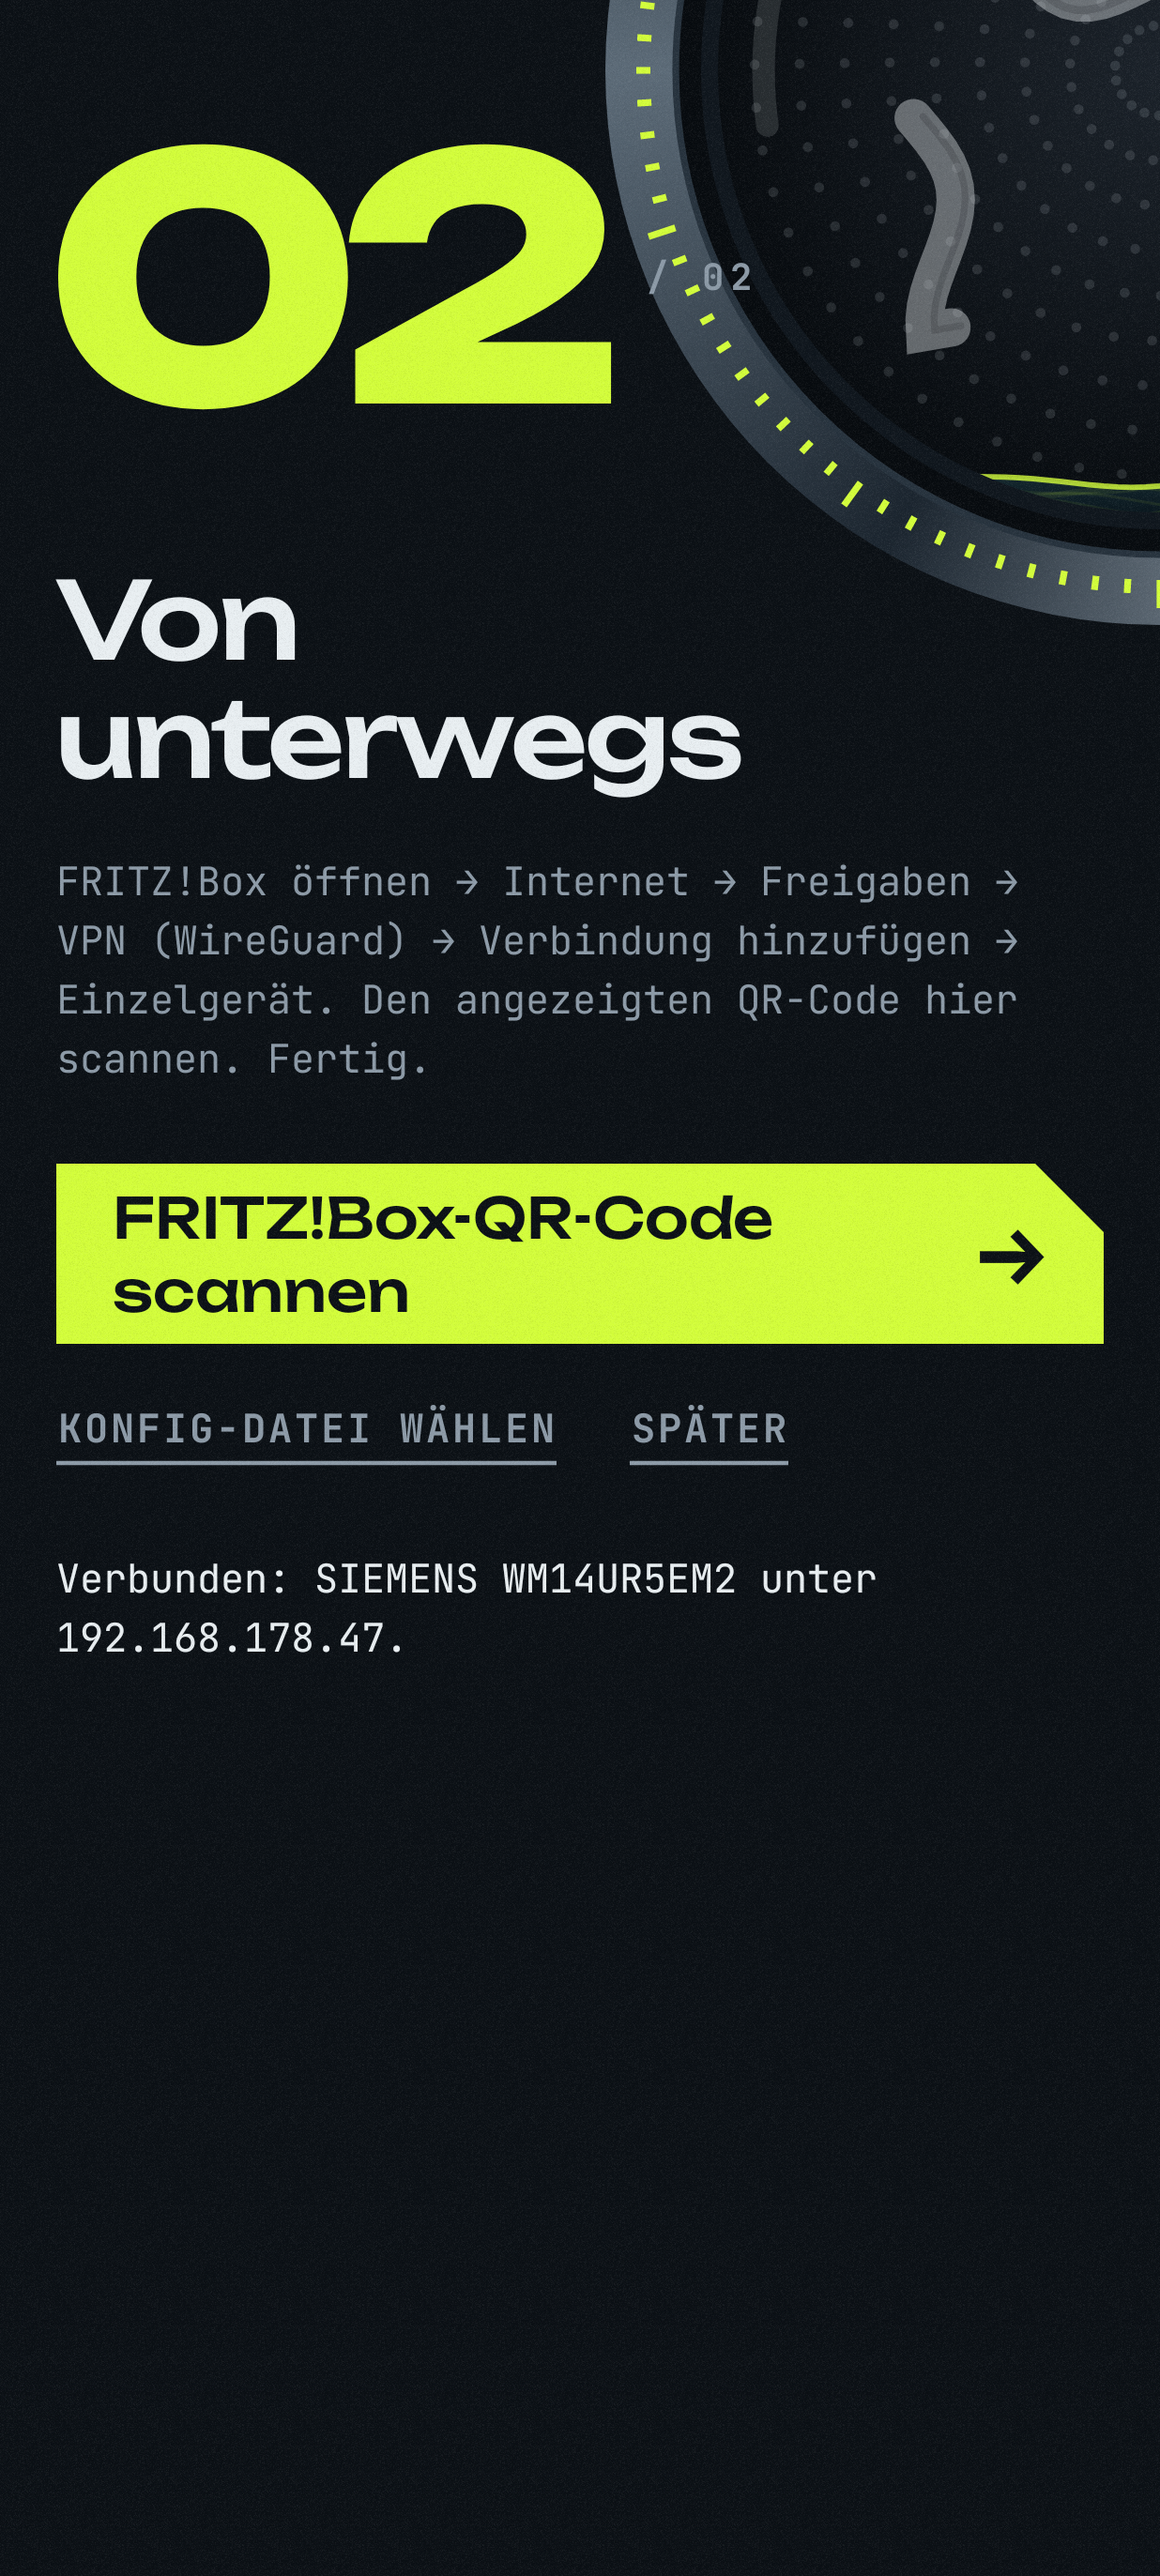 02
/ 02
Von
unterwegs
FRITZ!Box öffnen → Internet → Freigaben →
VPN (WireGuard) → Verbindung hinzufügen →
Einzelgerät. Den angezeigten QR-Code hier
scannen. Fertig.
FRITZ!Box-QR-Code
scannen
→
KONFIG-DATEI WÄHLEN SPÄTER
Verbunden: SIEMENS WM14UR5EM2 unter
192.168.178.47.